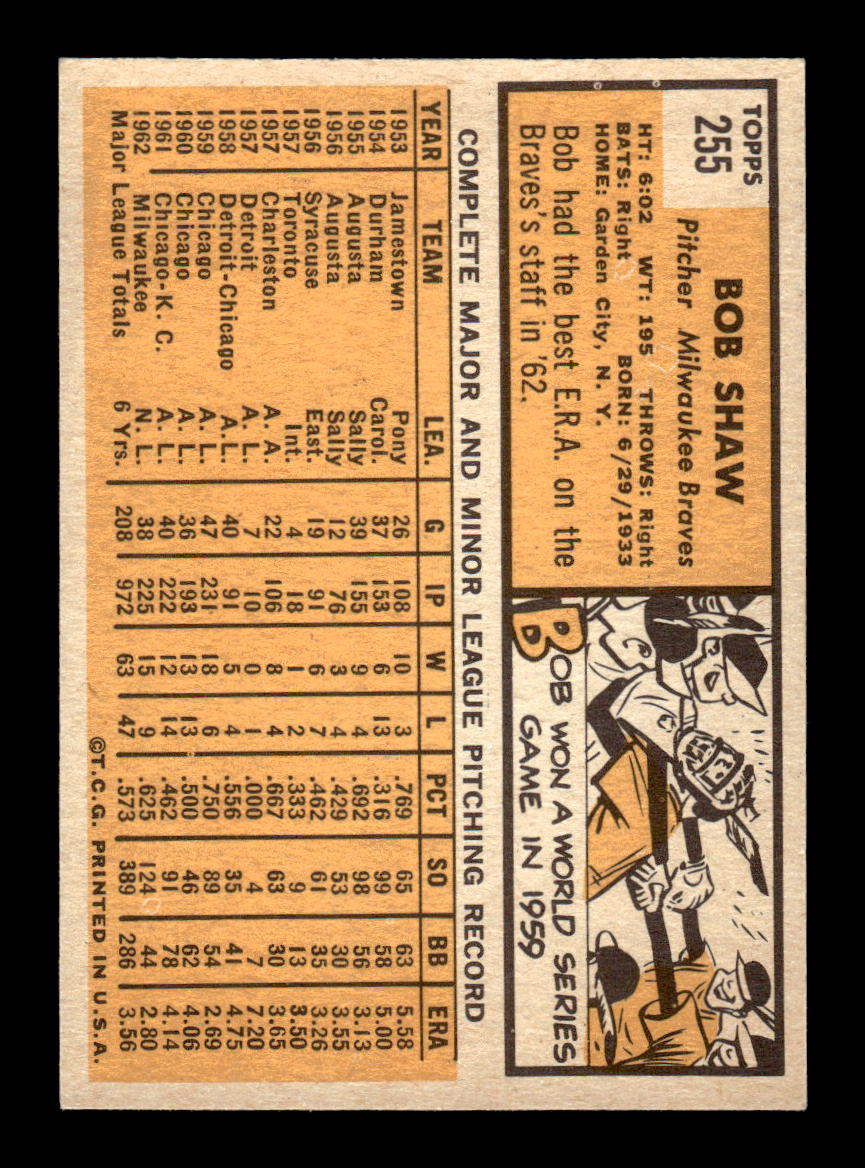 TOPPS
255
BOB SHAW
Pitcher Milwaukee Braves
HT: 6:02 WT: 195 THROWS: Right
BATS: Right BORN: 6/29/1933
HOME: Garden City, N. Y.
Bob had the best E.R.A. on the
Braves's staff in '62.
BOB WON A WORLD SERIES
GAME IN 1959
COMPLETE MAJOR AND MINOR LEAGUE PITCHING RECORD
YEAR TEAM LEA. G IP W L PCT SO BB ERA
1953 Jamestown Pony 26 108 10 3 .769 65 63 5.58
1954 Durham Carol. 37 153 6 13 .316 99 58 5.00
1955 Augusta Sally 39 155 9 4 .692 98 56 3.13
1956 Augusta Sally 12 76 3 4 .429 53 30 3.55
1956 Syracuse East. 19 91 6 7 .462 61 35 3.26
1957 Toronto Int. 4 18 1 2 .333 9 13 3.50
1957 Charleston A. A. 22 106 8 4 .667 63 30 3.65
1957 Detroit A. L. 7 10 0 1 .000 4 7 7.20
1958 Detroit-Chicago A.L. 40 91 5 4 .556 35 41 4.75
1959 Chicago A. L. 47 231 18 6 .750 89 54 2.69
1960 Chicago A. L. 36 193 13 13 .500 46 62 4.06
1961 Chicago-K. C. A. L. 40 222 12 14 .462 91 78 4.14
1962 Milwaukee N. L. 38 225 15 9 .625 124 44 2.80
Major League Totals 6 Yrs. 208 972 63 47 .573 389 286 3.56
©T.C.G. PRINTED IN U.S.A.